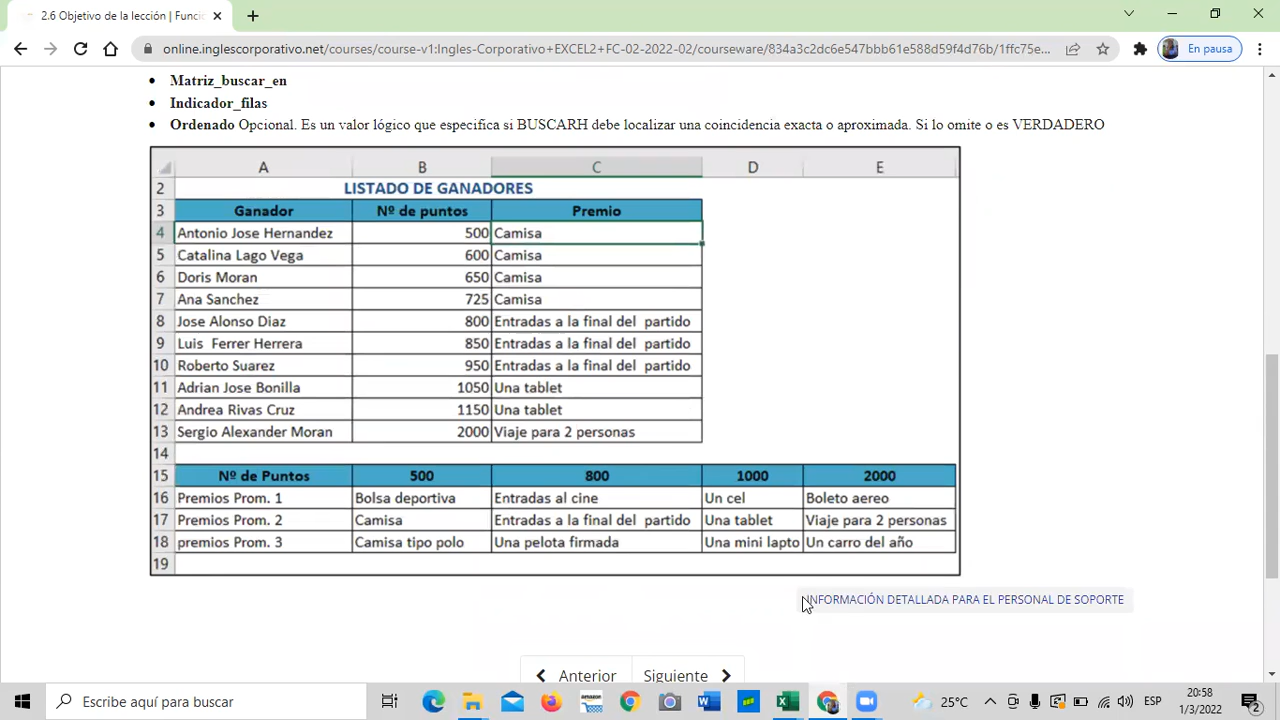 2.6 Objetivo de la lección | Funci
online.inglescorporativo.net/courses/course-v1:Ingles-Corporativo+EXCEL2+FC-02-2022-02/courseware/834a3c2dc6e547bbb61e588d59f4d76b/1ffc75e...
En pausa
• Matriz_buscar_en
• Indicador_filas
• Ordenado Opcional. Es un valor lógico que especifica si BUSCARH debe localizar una coincidencia exacta o aproximada. Si lo omite o es VERDADERO
A B C D E
2 LISTADO DE GANADORES
3 Ganador Nº de puntos Premio
4 Antonio Jose Hernandez 500 Camisa
5 Catalina Lago Vega 600 Camisa
6 Doris Moran 650 Camisa
7 Ana Sanchez 725 Camisa
8 Jose Alonso Diaz 800 Entradas a la final del partido
9 Luis Ferrer Herrera 850 Entradas a la final del partido
10 Roberto Suarez 950 Entradas a la final del partido
11 Adrian Jose Bonilla 1050 Una tablet
12 Andrea Rivas Cruz 1150 Una tablet
13 Sergio Alexander Moran 2000 Viaje para 2 personas
14
15 Nº de Puntos 500 800 1000 2000
16 Premios Prom. 1 Bolsa deportiva Entradas al cine Un cel Boleto aereo
17 Premios Prom. 2 Camisa Entradas a la final del partido Una tablet Viaje para 2 personas
18 premios Prom. 3 Camisa tipo polo Una pelota firmada Una mini lapto Un carro del año
19
INFORMACIÓN DETALLADA PARA EL PERSONAL DE SOPORTE
Anterior Siguiente
Escribe aquí para buscar
amazon
25°C
ESP
20:58
1/3/2022
2